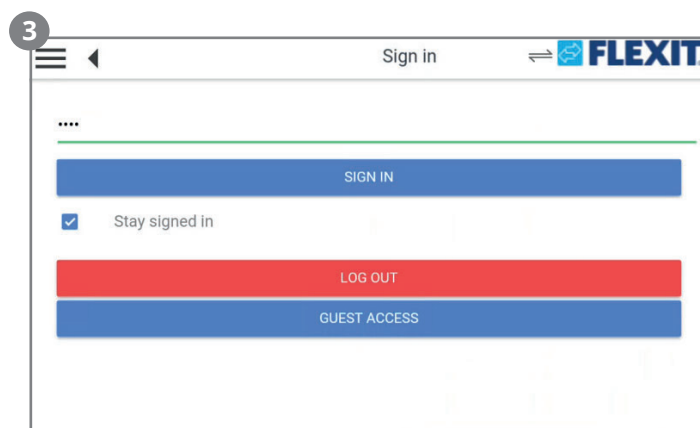 3
Sign in
FLEXIT
••••
SIGN IN
Stay signed in
LOG OUT
GUEST ACCESS